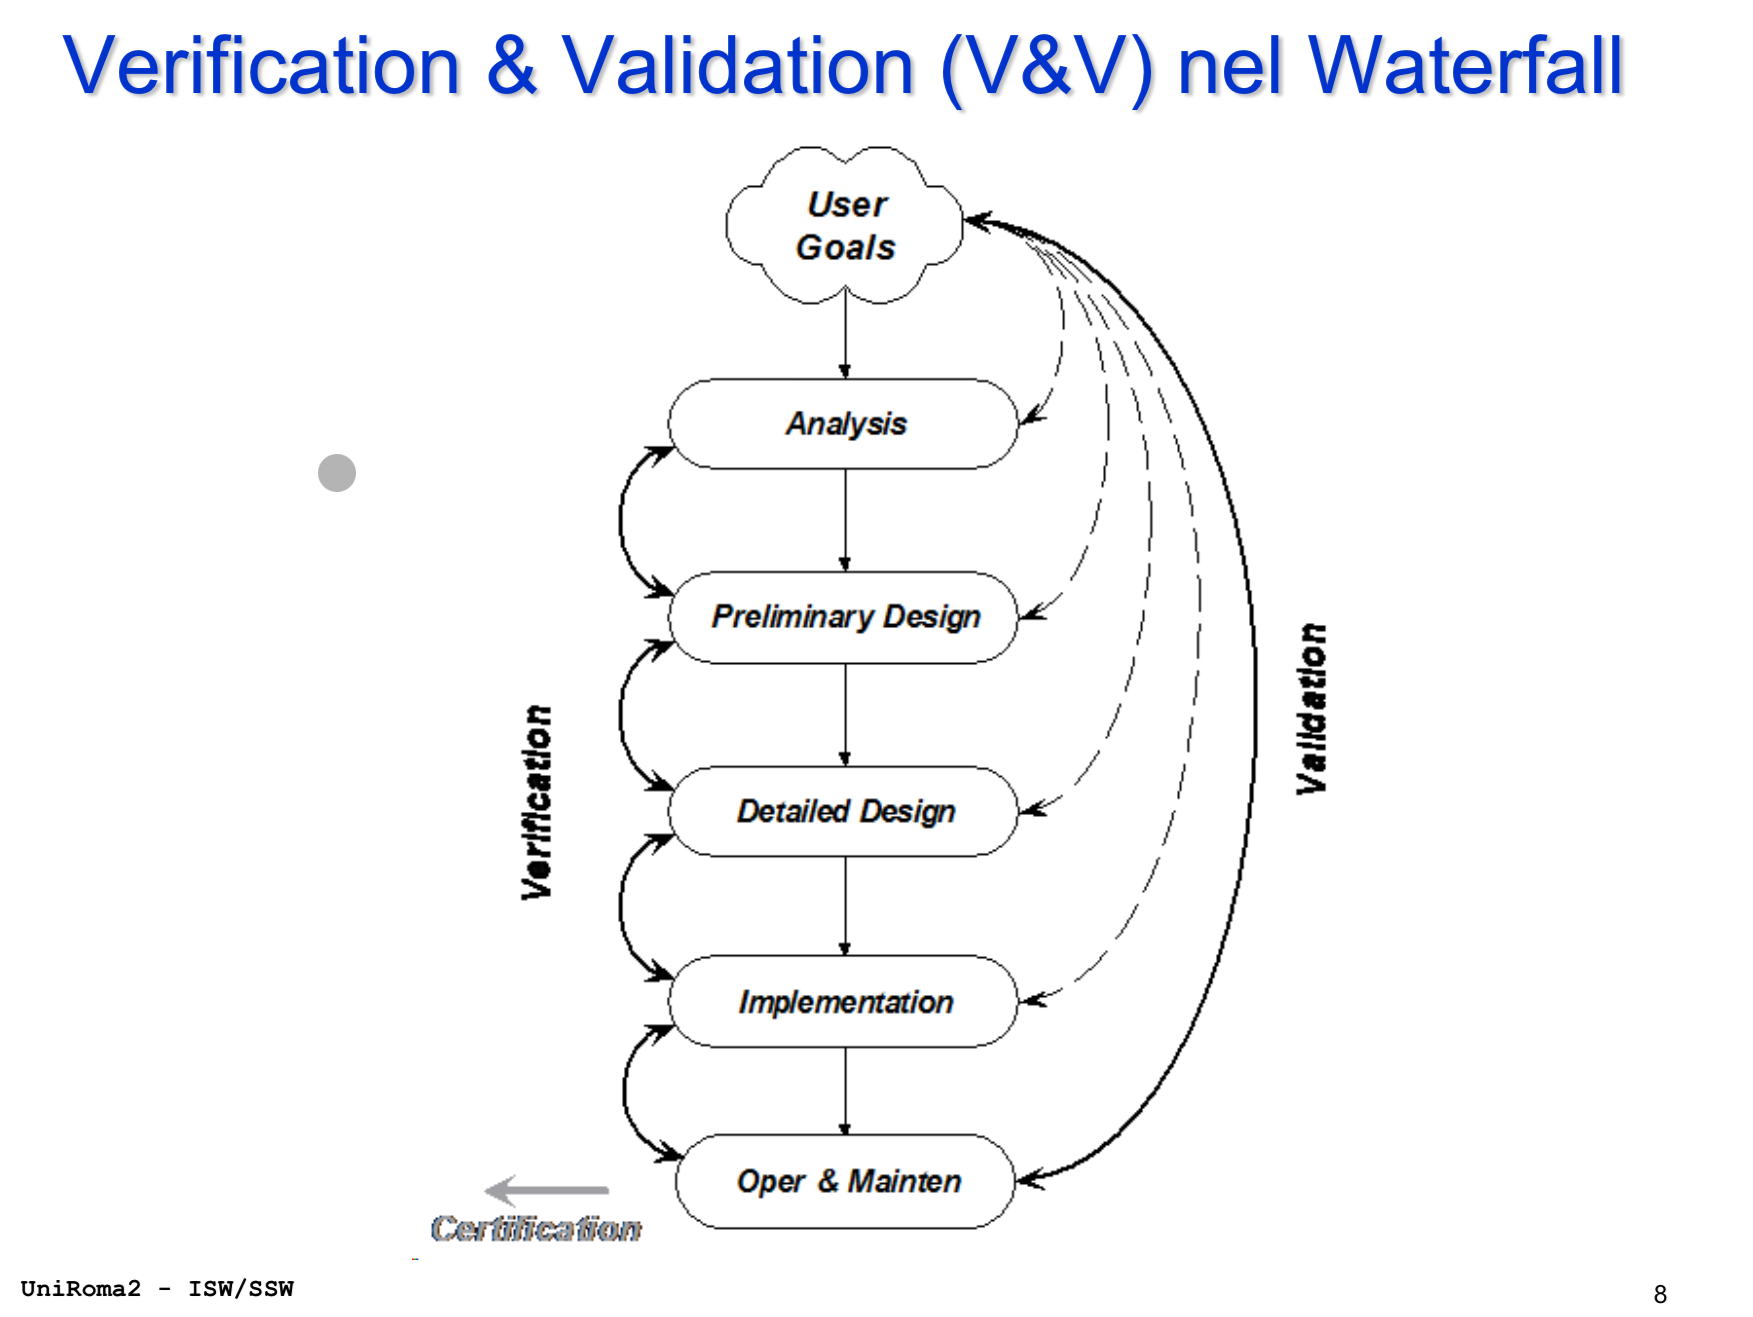 Verification & Validation (V&V) nel Waterfall
User
Goals
Analysis
Preliminary Design
Detailed Design
Implementation
Oper & Mainten
Verification
Validation
Certification
UniRoma2 - ISW/SSW
8